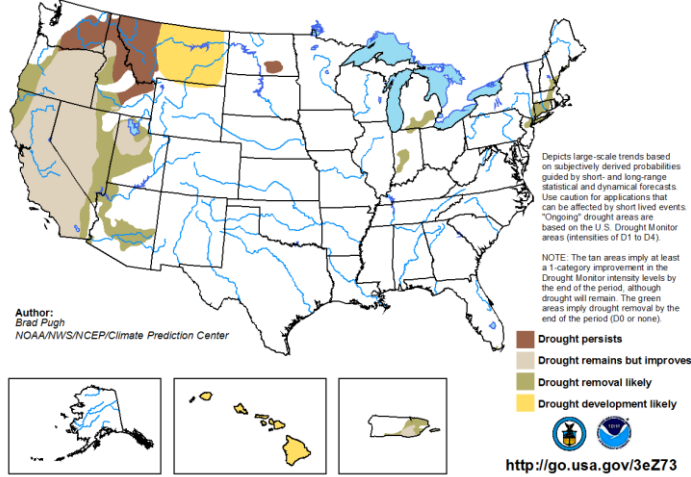 Depicts large-scale trends based
on subjectively derived probabilities
guided by short- and long-range
statistical and dynamical forecasts.
Use caution for applications that
can be affected by short lived events.
"Ongoing" drought areas are
based on the U.S. Drought Monitor
areas (intensities of D1 to D4).
NOTE: The tan areas imply at least
a 1-category improvement in the
Drought Monitor intensity levels by
the end of the period, although
drought will remain. The green
areas imply drought removal by the
end of the period (D0 or none).
Author:
Brad Pugh
NOAA/NWS/NCEP/Climate Prediction Center
Drought persists
Drought remains but improves
Drought removal likely
Drought development likely
http://go.usa.gov/3eZ73